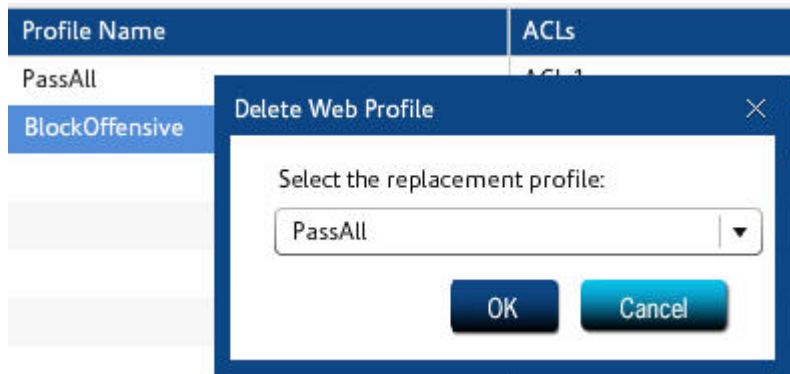 Profile Name ACLs
PassAll
BlockOffensive
Delete Web Profile
Select the replacement profile:
PassAll
OK Cancel